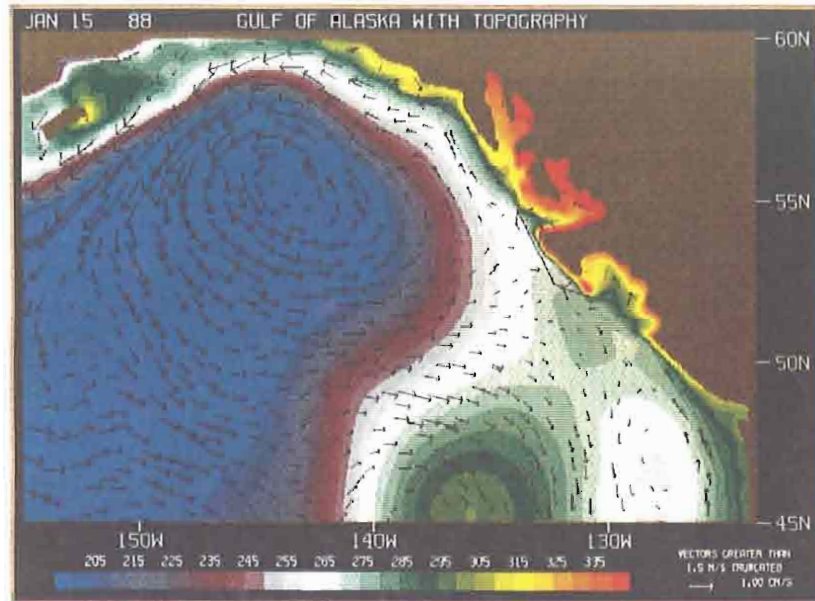 JAN 15 88 GULF OF ALASKA WITH TOPOGRAPHY
60N
55N
50N
45N
150W 140W 130W
205 215 225 235 245 255 265 275 285 295 305 315 325 335
VECTORS GREATER THAN
1.5 M/S TRUNCATED
1.00 CM/S